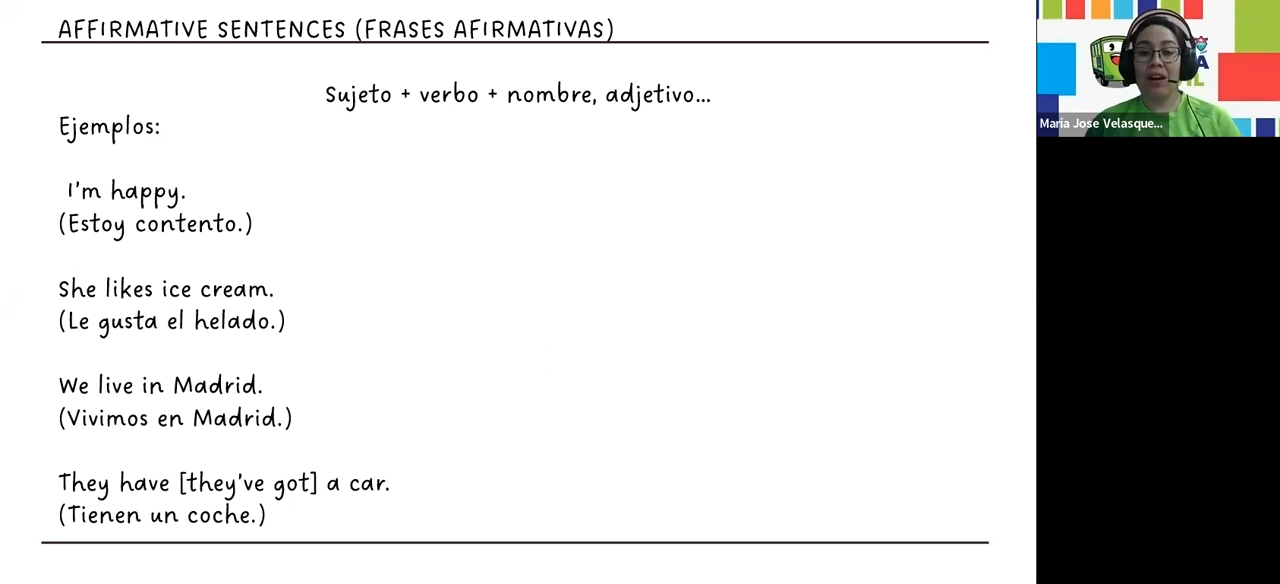 AFFIRMATIVE SENTENCES (FRASES AFIRMATIVAS)
Sujeto + verbo + nombre, adjetivo...
Ejemplos:
I'm happy.
(Estoy contento.)
She likes ice cream.
(Le gusta el helado.)
We live in Madrid.
(Vivimos en Madrid.)
They have [they've got] a car.
(Tienen un coche.)
Maria Jose Velasque...